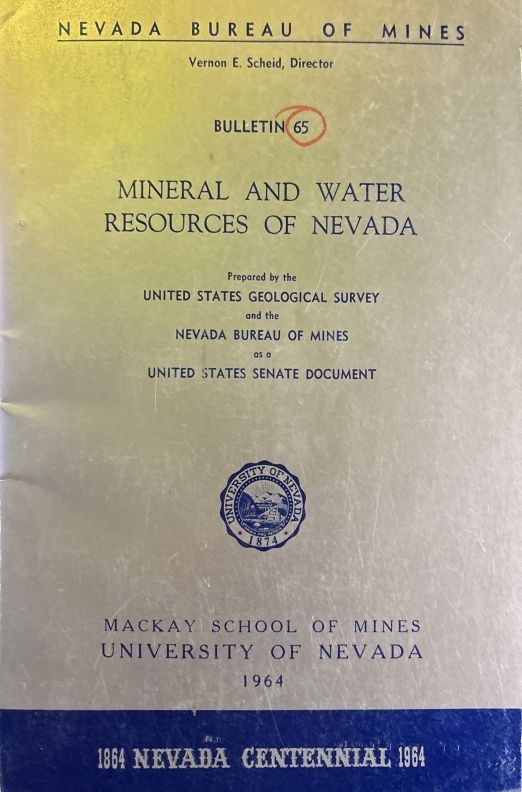 NEVADA BUREAU OF MINES
Vernon E. Scheid, Director
BULLETIN 65
MINERAL AND WATER
RESOURCES OF NEVADA
Prepared by the
UNITED STATES GEOLOGICAL SURVEY
and the
NEVADA BUREAU OF MINES
as a
UNITED STATES SENATE DOCUMENT
UNIVERSITY OF NEVADA
1874
MACKAY SCHOOL OF MINES
UNIVERSITY OF NEVADA
1964
1864 NEVADA CENTENNIAL 1964